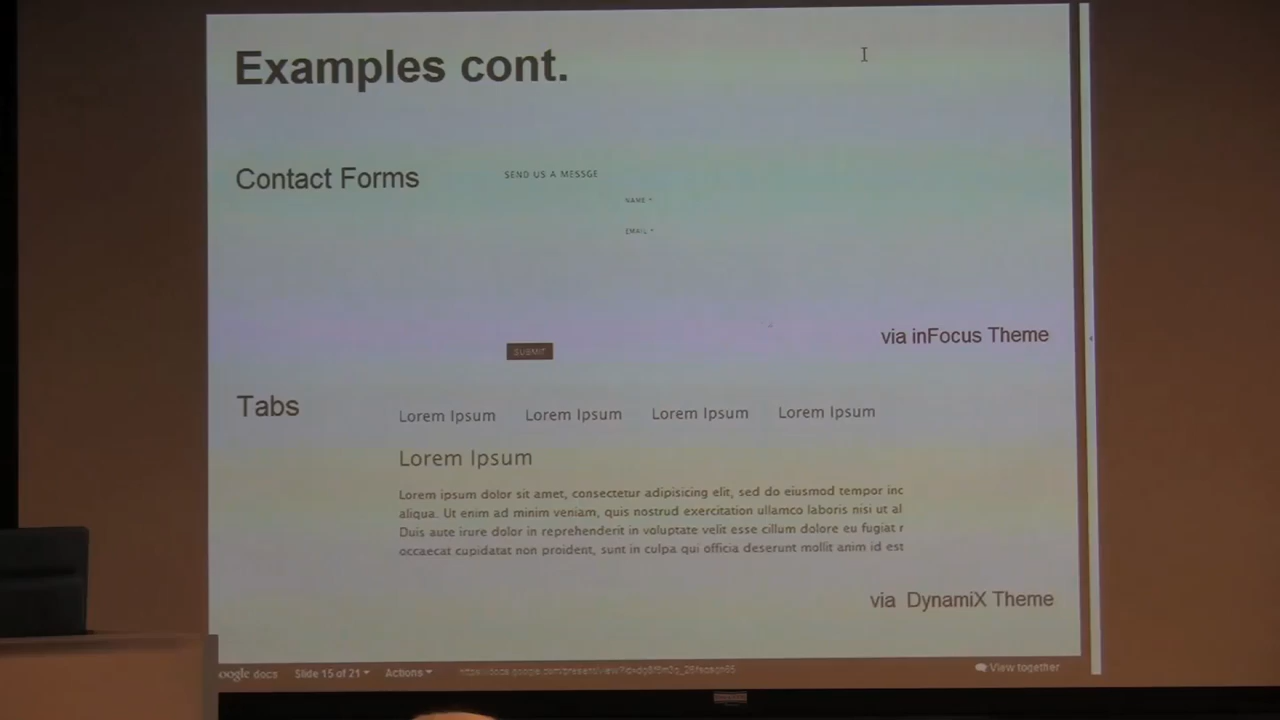 Examples cont.
Contact Forms
SEND US A MESSGE
NAME *
EMAIL *
via inFocus Theme
SUBMIT
Tabs
Lorem Ipsum Lorem Ipsum Lorem Ipsum Lorem Ipsum
Lorem Ipsum
Lorem ipsum dolor sit amet, consectetur adipisicing elit, sed do eiusmod tempor inc
aliqua. Ut enim ad minim veniam, quis nostrud exercitation ullamco laboris nisi ut al
Duis aute irure dolor in reprehenderit in voluptate velit esse cillum dolore eu fugiat r
occaecat cupidatat non proident, sunt in culpa qui officia deserunt mollit anim id est
via DynamiX Theme
oogle docs Slide 15 of 21 Actions View together